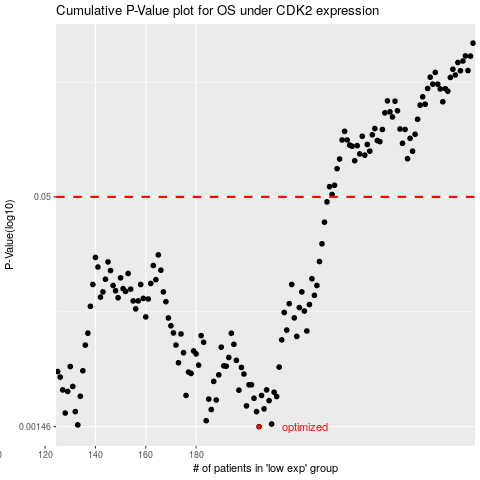 Cumulative P-Value plot for OS under CDK2 expression
P-Value(log10)
0.05
0.00146
optimized
0
120
140
160
180
# of patients in 'low exp' group